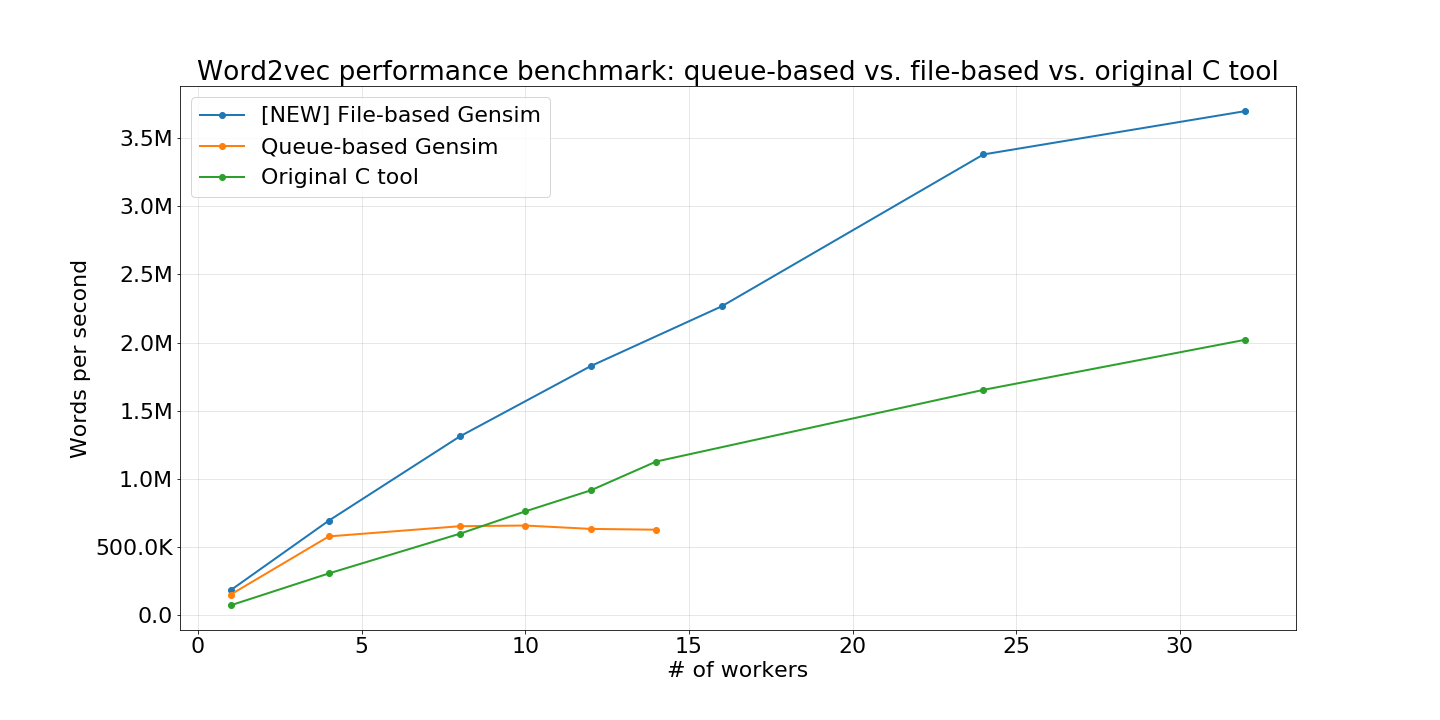 Word2vec performance benchmark: queue-based vs. file-based vs. original C tool
[NEW] File-based Gensim
Queue-based Gensim
Original C tool
3.5M
3.0M
2.5M
2.0M
1.5M
1.0M
500.0K
0.0
Words per second
0 5 10 15 20 25 30
# of workers